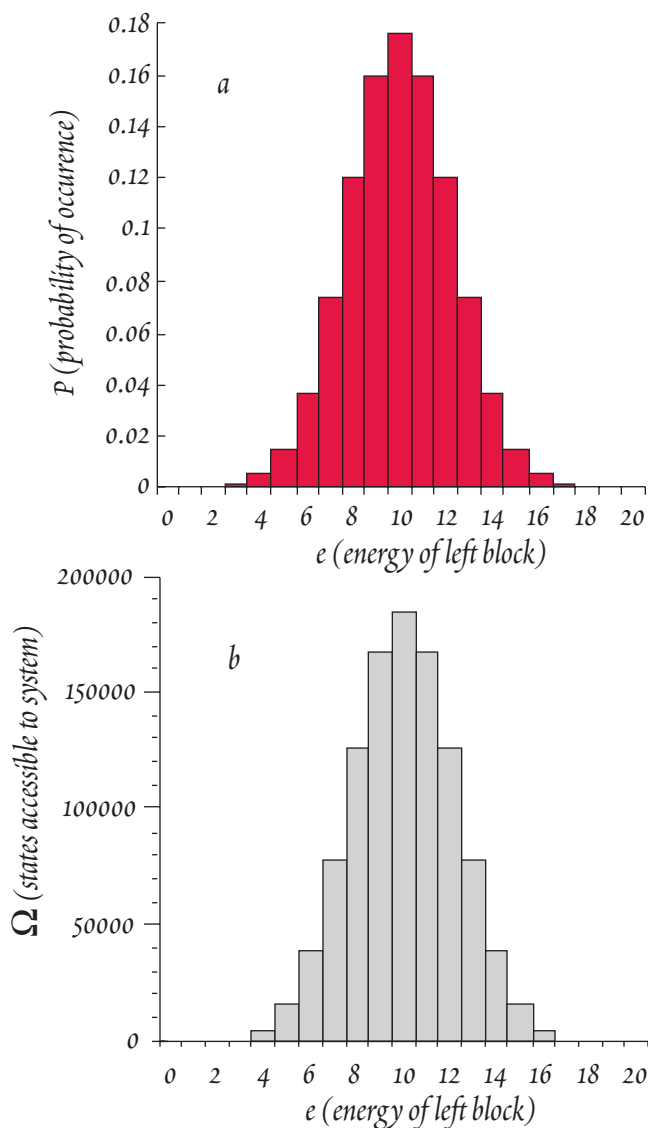 0.18
0.16
0.14
0.12
0.1
0.08
0.06
0.04
0.02
0
P (probability of occurence)
a
0 2 4 6 8 10 12 14 16 18 20
e (energy of left block)
200000
150000
100000
50000
0
Ω (states accessible to system)
b
0 2 4 6 8 10 12 14 16 18 20
e (energy of left block)